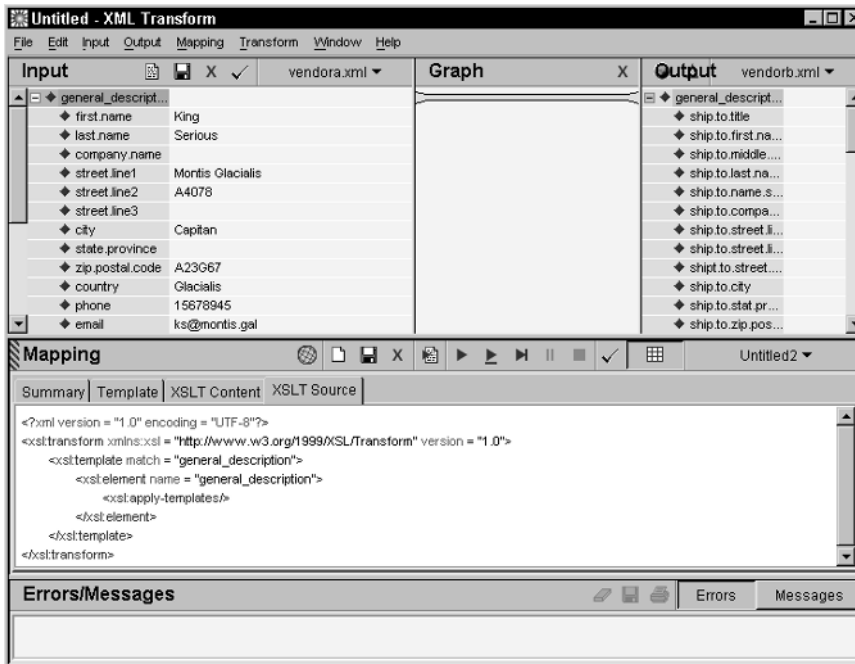 Untitled - XML Transform
File Edit Input Output Mapping Transform Window Help
Input X vendora.xml
general_descript...
first.name King
last.name Serious
company.name
street.line1 Montis Glacialis
street.line2 A4078
street.line3
city Capitan
state.province
zip.postal.code A23G67
country Glacialis
phone 15678945
email ks@montis.gal
Graph X
Output vendorb.xml
general_descript...
ship.to.title
ship.to.first.na...
ship.to.middle....
ship.to.last.na...
ship.to.name.s...
ship.to.compa...
ship.to.street.li...
ship.to.street.li...
shipt.to.street....
ship.to.city
ship.to.stat.pr...
ship.to.zip.pos...
Mapping X Untitled2
Summary Template XSLT Content XSLT Source
<?xml version = "1.0" encoding = "UTF-8"?>
<xsl:transform xmlns:xsl = "http://www.w3.org/1999/XSL/Transform" version = "1.0">
<xsl:template match = "general_description">
<xsl:element name = "general_description">
<xsl:apply-templates/>
</xsl:element>
</xsl:template>
</xsl:transform>
Errors/Messages Errors Messages